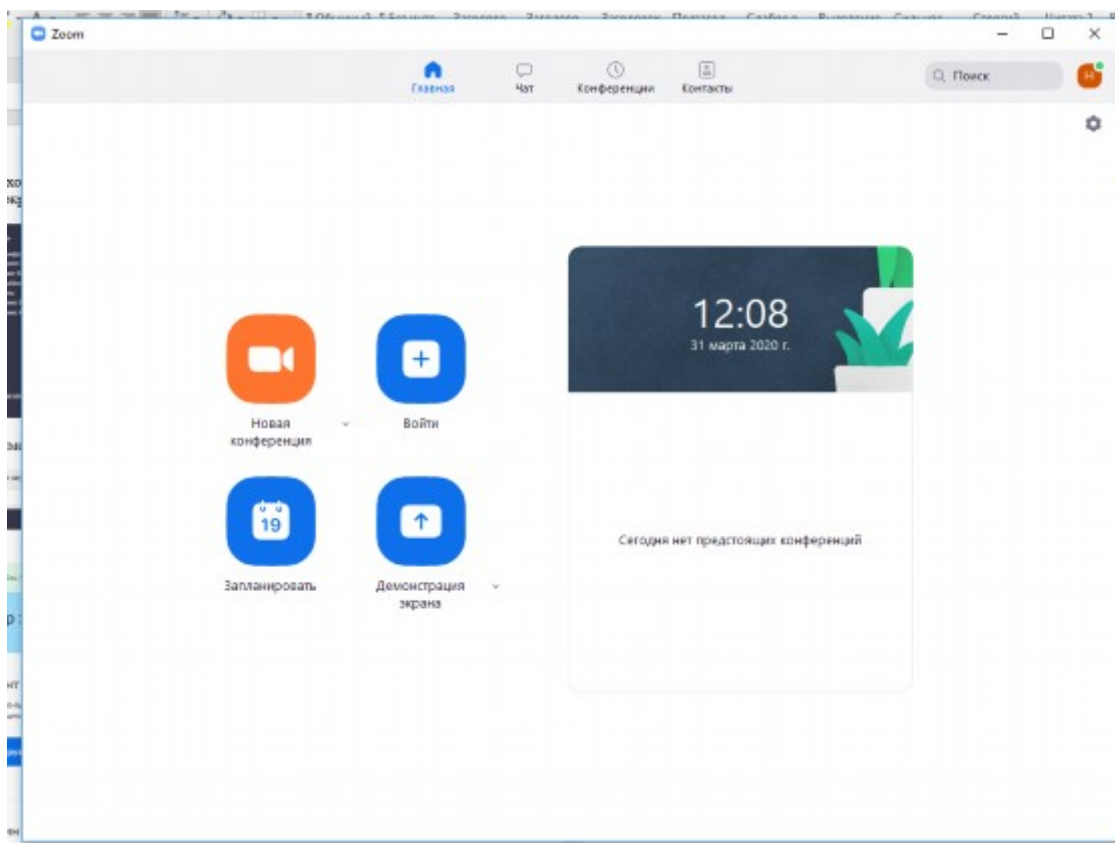 Zoom
Главная
Чат
Конференции
Контакты
Поиск
Н
12:08
31 марта 2020 г.
Новая
конференция
Войти
19
Запланировать
Демонстрация
экрана
Сегодня нет предстоящих конференций